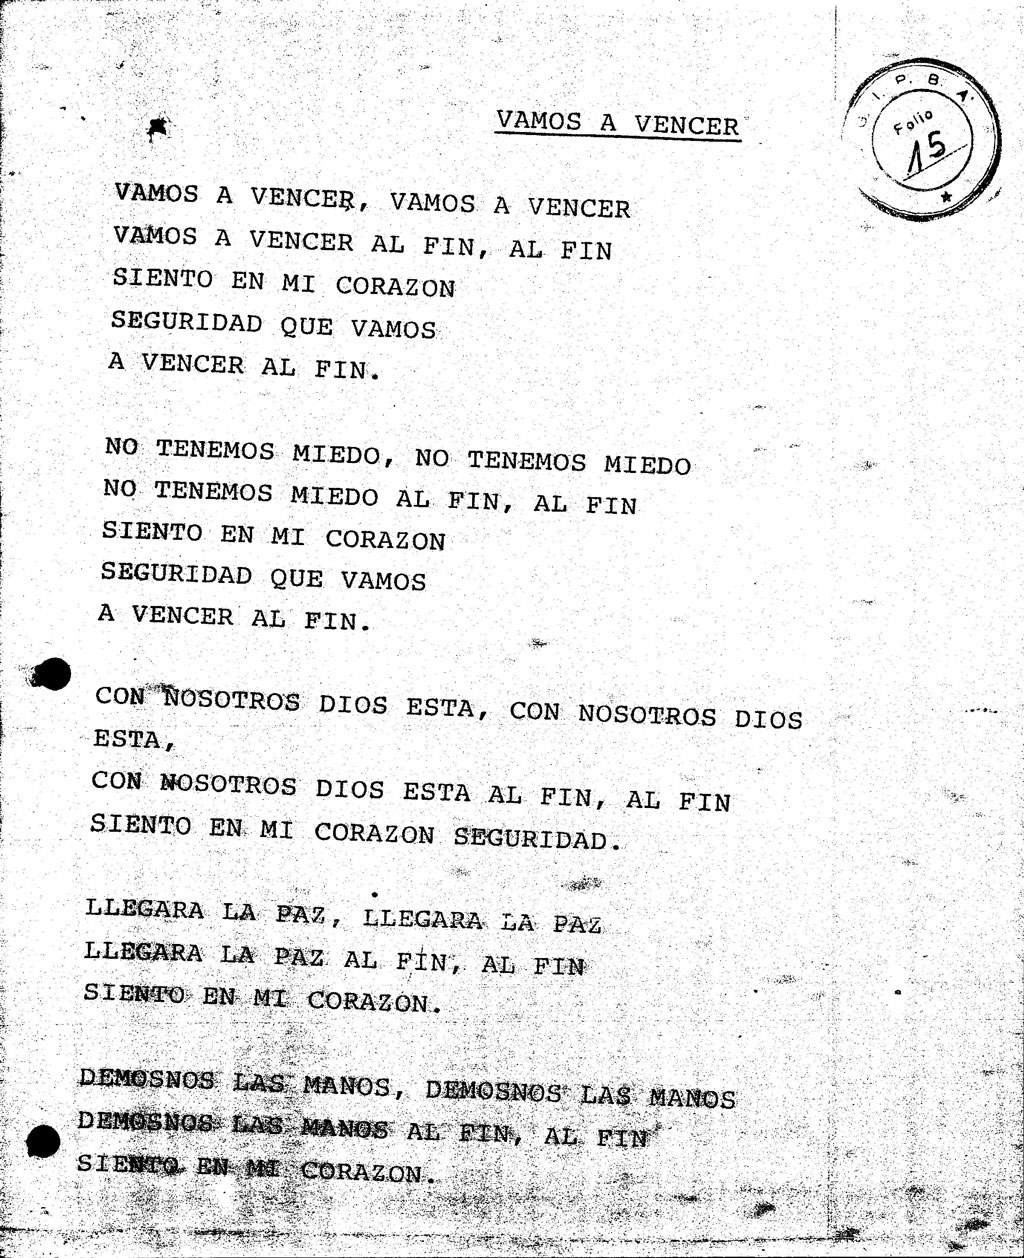 VAMOS A VENCER
G. I. P. B. A.
Folio
15
VAMOS A VENCER, VAMOS A VENCER
VAMOS A VENCER AL FIN, AL FIN
SIENTO EN MI CORAZON
SEGURIDAD QUE VAMOS
A VENCER AL FIN.
NO TENEMOS MIEDO, NO TENEMOS MIEDO
NO TENEMOS MIEDO AL FIN, AL FIN
SIENTO EN MI CORAZON
SEGURIDAD QUE VAMOS
A VENCER AL FIN.
CON NOSOTROS DIOS ESTA, CON NOSOTROS DIOS
ESTA,
CON NOSOTROS DIOS ESTA AL FIN, AL FIN
SIENTO EN MI CORAZON SEGURIDAD.
LLEGARA LA PAZ, LLEGARA LA PAZ
LLEGARA LA PAZ AL FIN, AL FIN
SIENTO EN MI CORAZON.
DEMOSNOS LAS MANOS, DEMOSNOS LAS MANOS
DEMOSNOS LAS MANOS AL FIN, AL FIN
SIENTO EN MI CORAZON.